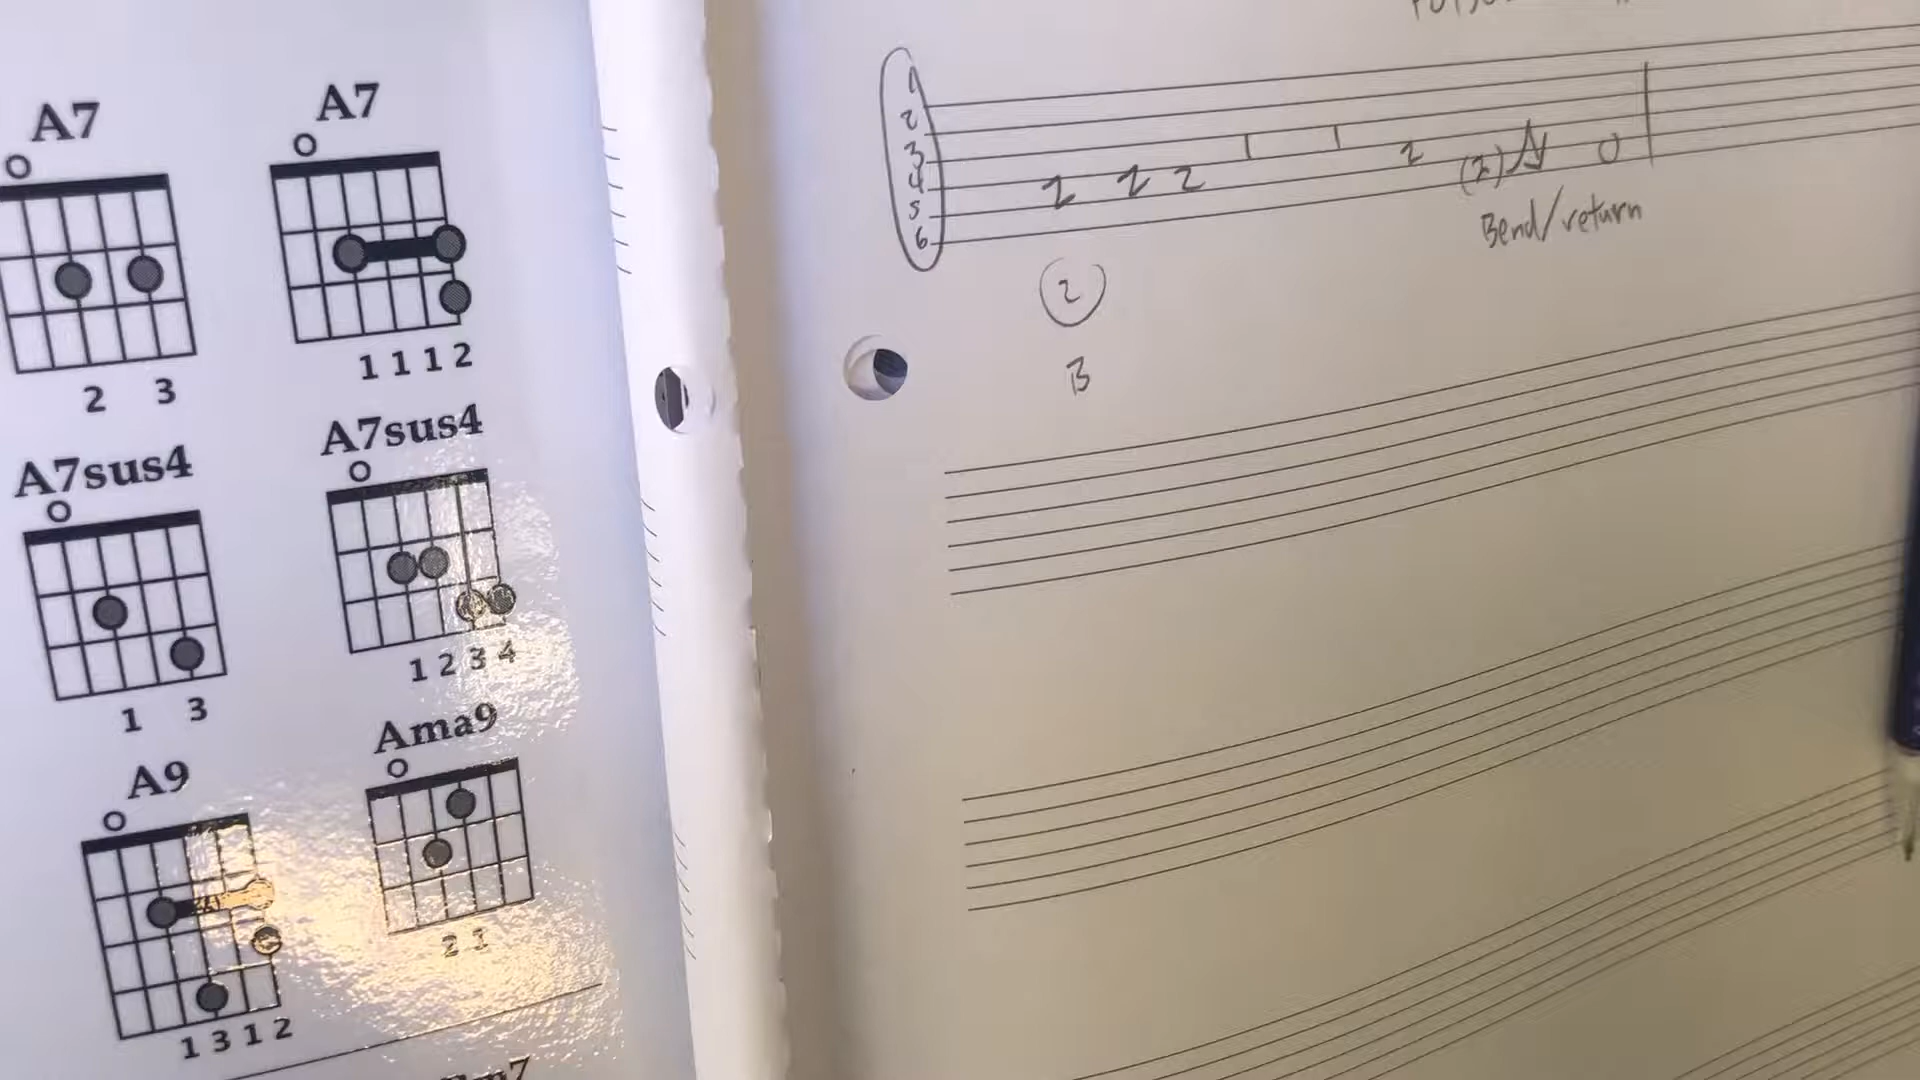 A7 A7
2 3 1 1 1 2
A7sus4 A7sus4
1 3 1 2 3 4
A9 Ama9
1 3 1 2 2 1
1
2
3
4
5
6
2 2 2 1 1 2 (2) 0
Bend/return
2
B